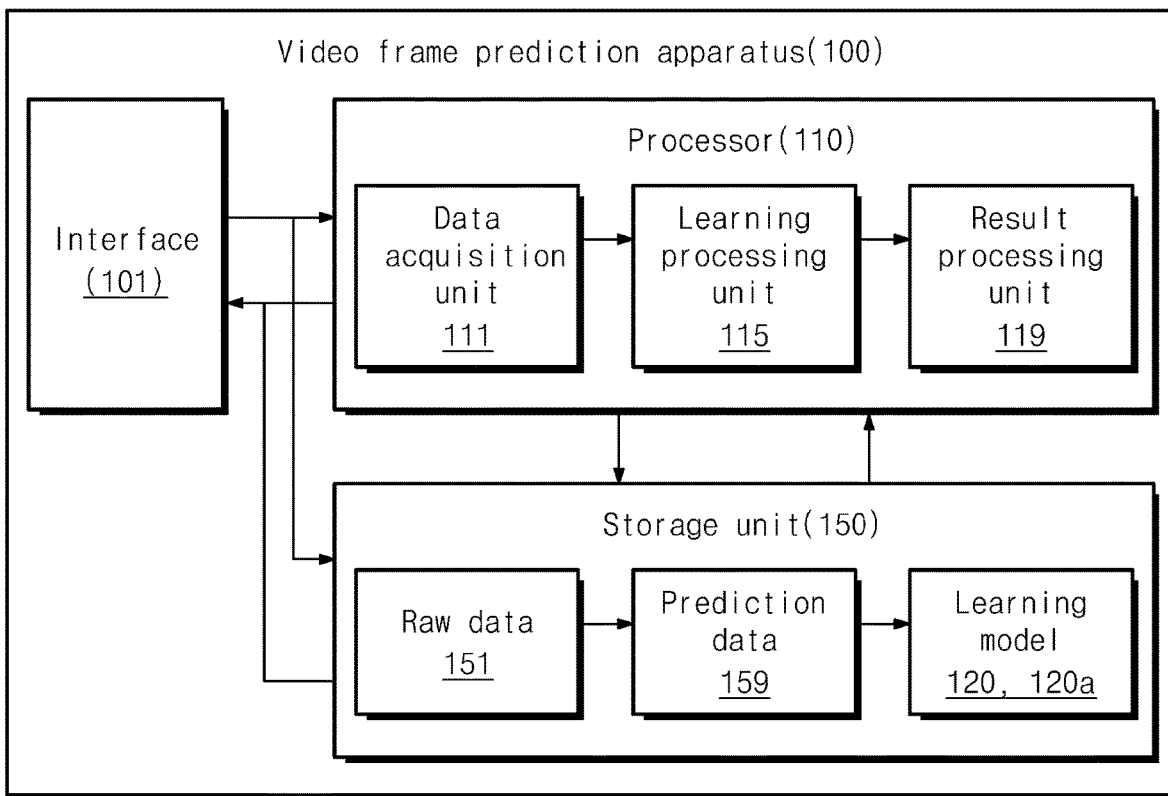 Video frame prediction apparatus(100)
Interface
(101)
Processor(110)
Data
acquisition
unit
111
Learning
processing
unit
115
Result
processing
unit
119
Storage unit(150)
Raw data
151
Prediction
data
159
Learning
model
120, 120a